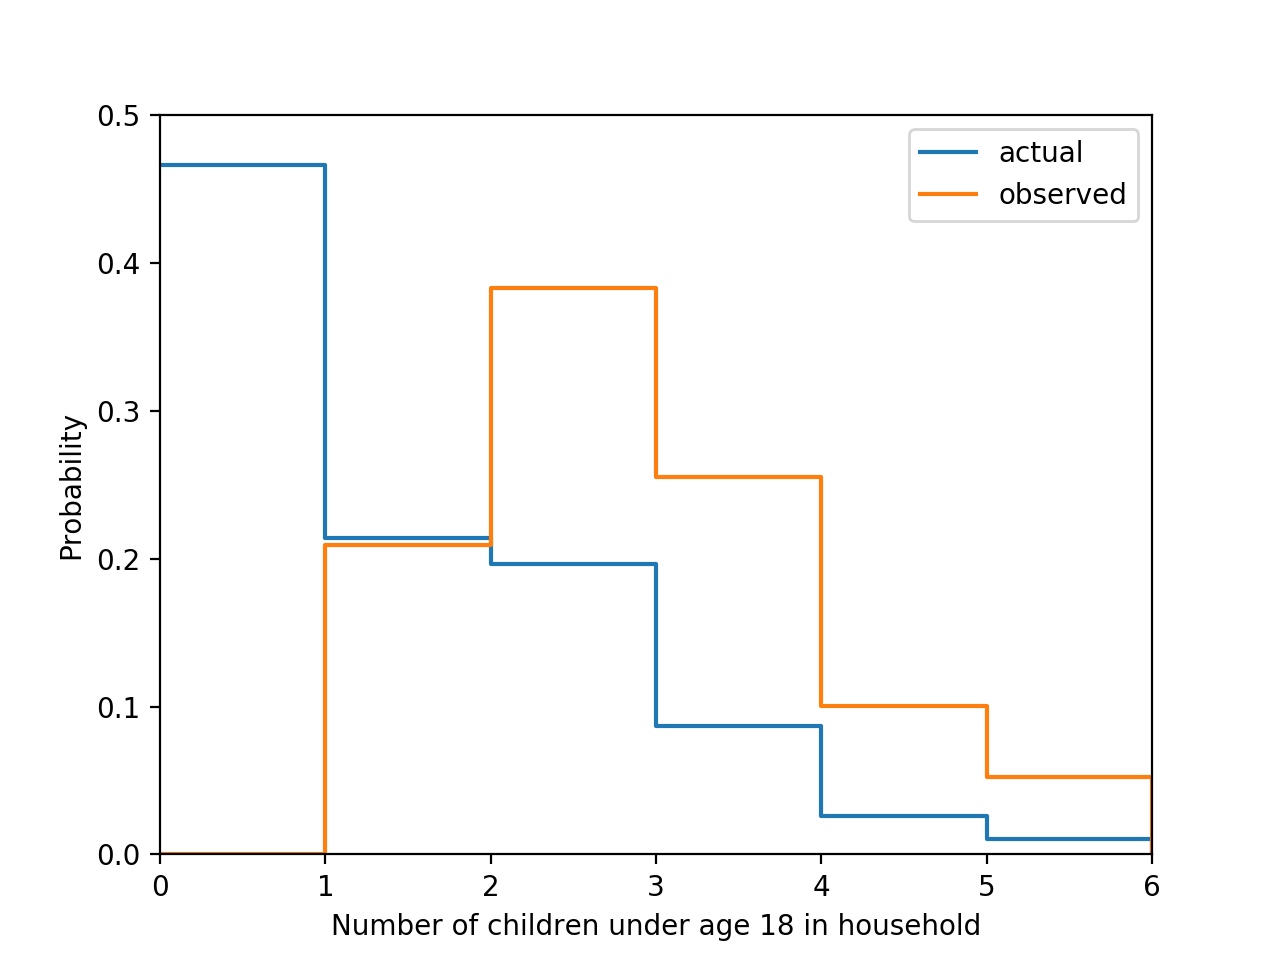 actual
observed
0.5
0.4
0.3
0.2
0.1
0.0
Probability
0 1 2 3 4 5 6
Number of children under age 18 in household